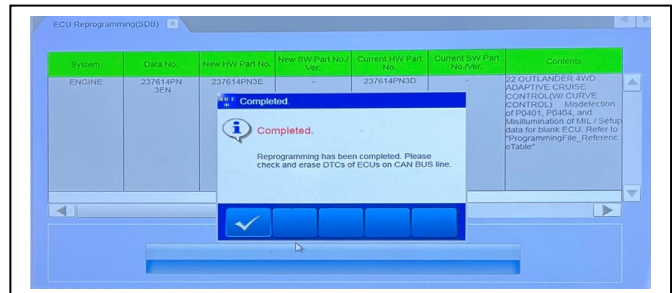 ECU Reprogramming(SDB)
System
Data No.
New HW Part No.
New SW Part No./
Ver.
Current HW Part
No.
Current SW Part
No./Ver.
Contents
ENGINE
237614PN
3EN
237614PN3E
-
237614PN3D
-
22 OUTLANDER 4WD
ADAPTIVE CRUISE
CONTROL(W/ CURVE
CONTROL) Misdetection
of P0401, P0404, and
Misillumination of MIL / Setup
data for blank ECU. Refer to
"ProgrammingFile_Referenc
eTable"
Completed.
Completed.
Reprogramming has been completed. Please
check and erase DTCs of ECUs on CAN BUS line.